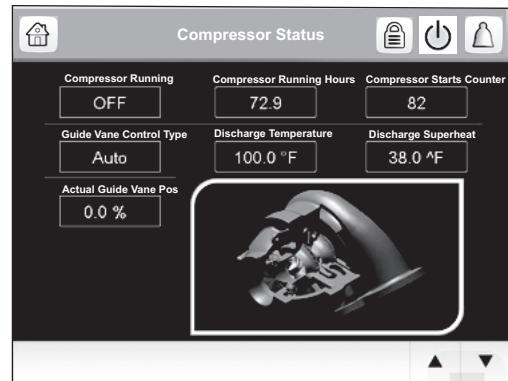 Compressor Status
Compressor Running
Compressor Running Hours
Compressor Starts Counter
OFF
72.9
82
Guide Vane Control Type
Discharge Temperature
Discharge Superheat
Auto
100.0 °F
38.0 ^F
Actual Guide Vane Pos
0.0 %